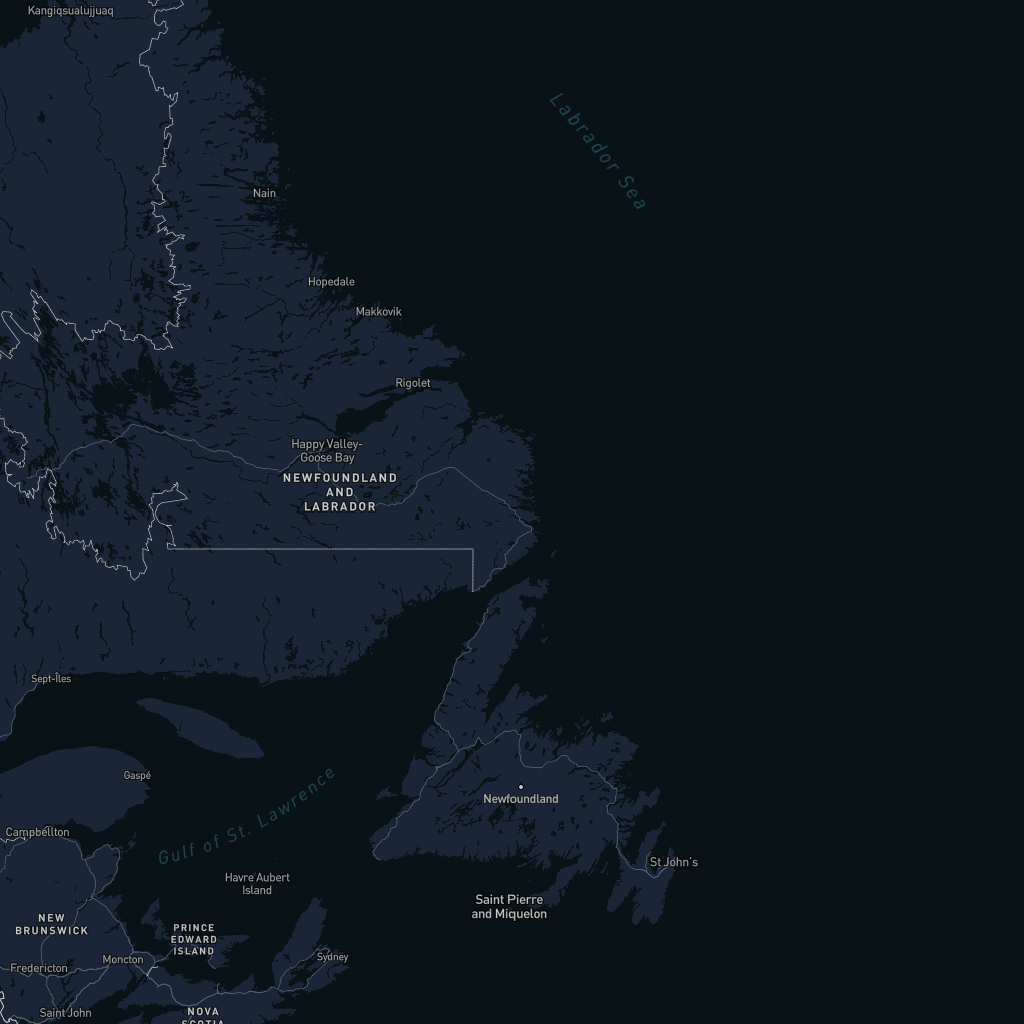 Kangiqsualujjuaq
Labrador Sea
Nain
Hopedale
Makkovik
Rigolet
Happy Valley-
Goose Bay
NEWFOUNDLAND
AND
LABRADOR
Sept-Îles
Gaspé
Gulf of St. Lawrence
Newfoundland
Campbellton
St John's
Havre Aubert
Island
Saint Pierre
and Miquelon
NEW
BRUNSWICK
PRINCE
EDWARD
ISLAND
Moncton
Sydney
Fredericton
Saint John
NOVA
SCOTIA